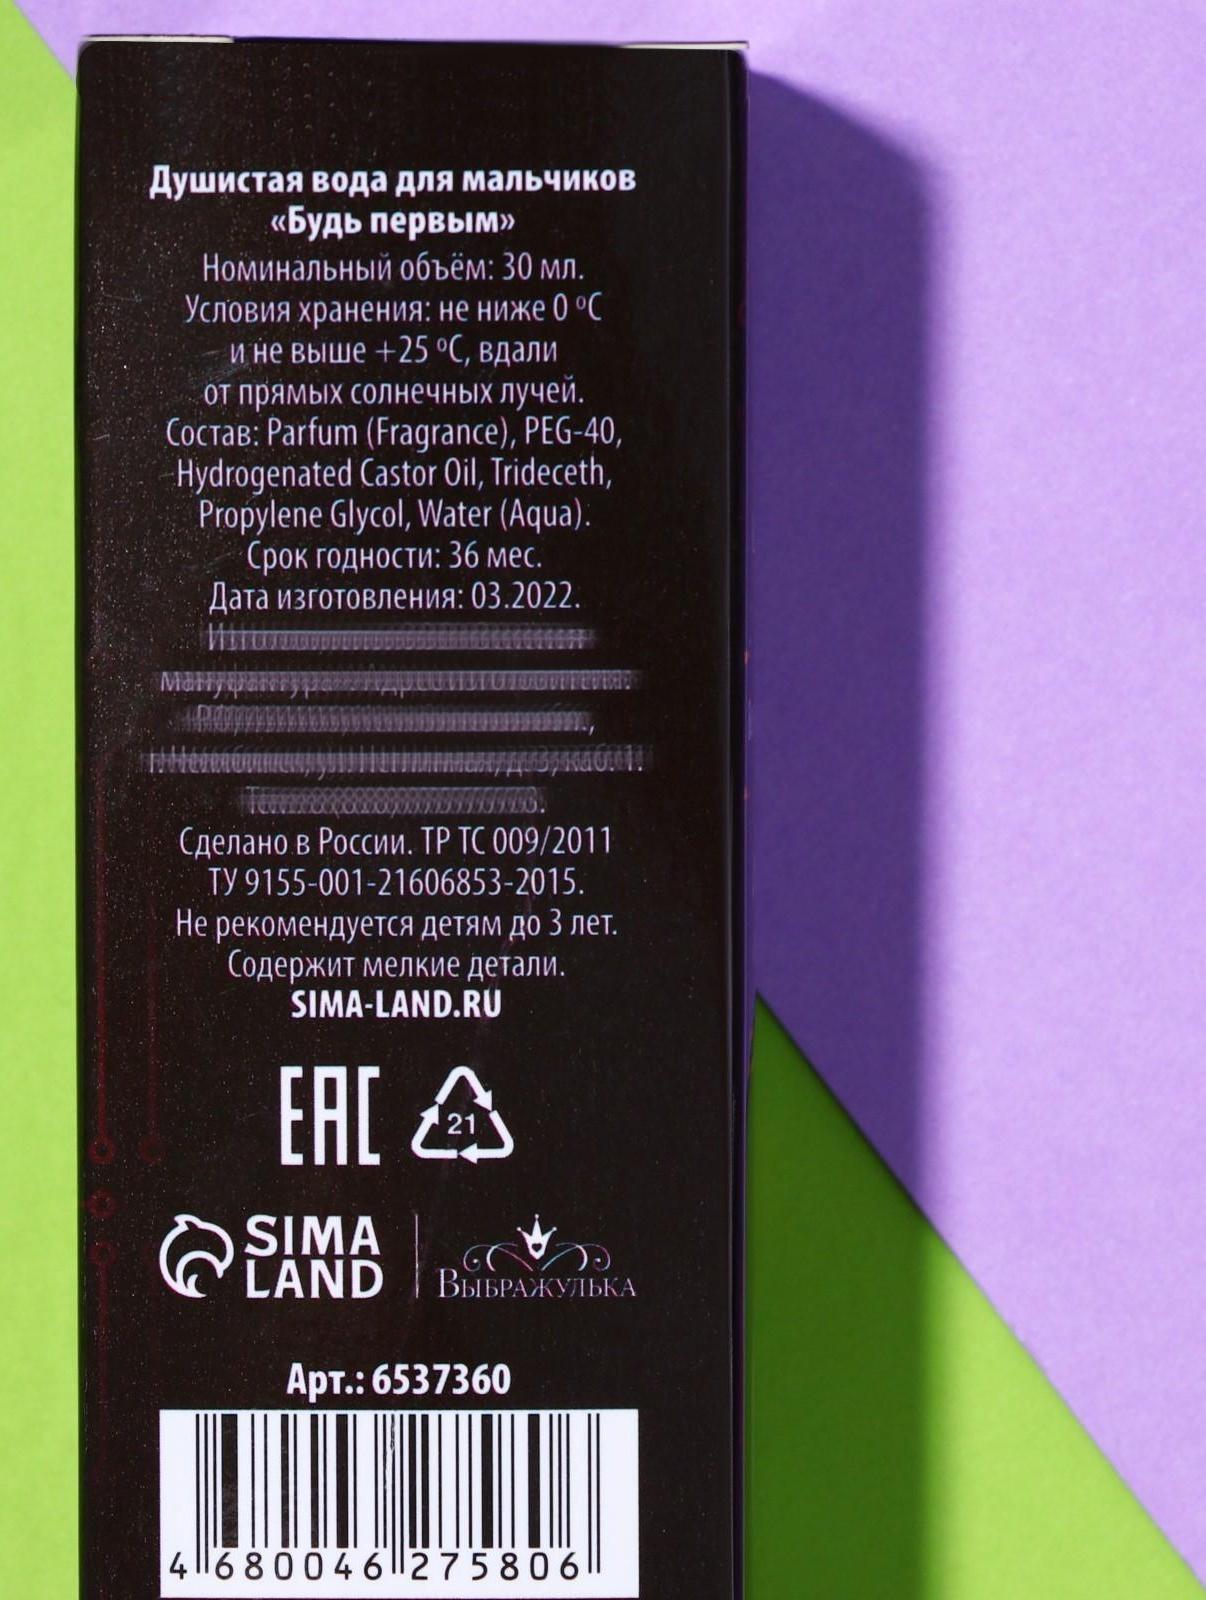 Душистая вода для мальчиков
«Будь первым»
Номинальный объём: 30 мл.
Условия хранения: не ниже 0 ºС
и не выше +25 ºС, вдали
от прямых солнечных лучей.
Состав: Parfum (Fragrance), PEG-40,
Hydrogenated Castor Oil, Trideceth,
Propylene Glycol, Water (Aqua).
Срок годности: 36 мес.
Дата изготовления: 03.2022.
Сделано в России. ТР ТС 009/2011
ТУ 9155-001-21606853-2015.
Не рекомендуется детям до 3 лет.
Содержит мелкие детали.
SIMA-LAND.RU
EAC 21
SIMA LAND
Выбражулька
Арт.: 6537360
4 680046 275806